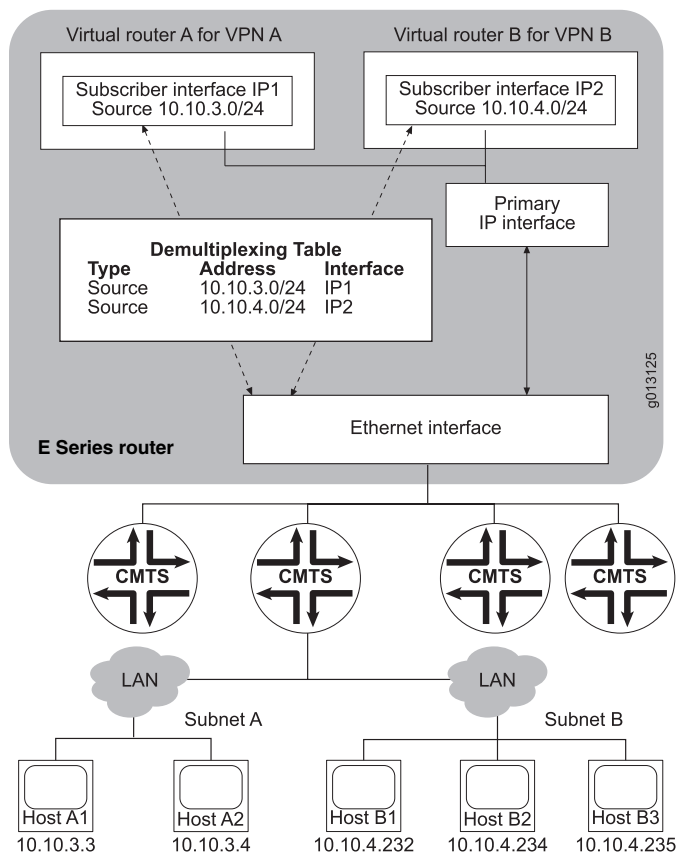 Virtual router A for VPN A
Virtual router B for VPN B
Subscriber interface IP1
Source 10.10.3.0/24
Subscriber interface IP2
Source 10.10.4.0/24
Primary
IP interface
Demultiplexing Table
Type Address Interface
Source 10.10.3.0/24 IP1
Source 10.10.4.0/24 IP2
g013125
Ethernet interface
E Series router
CMTS
CMTS
CMTS
CMTS
LAN
LAN
Subnet A
Subnet B
Host A1
Host A2
Host B1
Host B2
Host B3
10.10.3.3
10.10.3.4
10.10.4.232
10.10.4.234
10.10.4.235